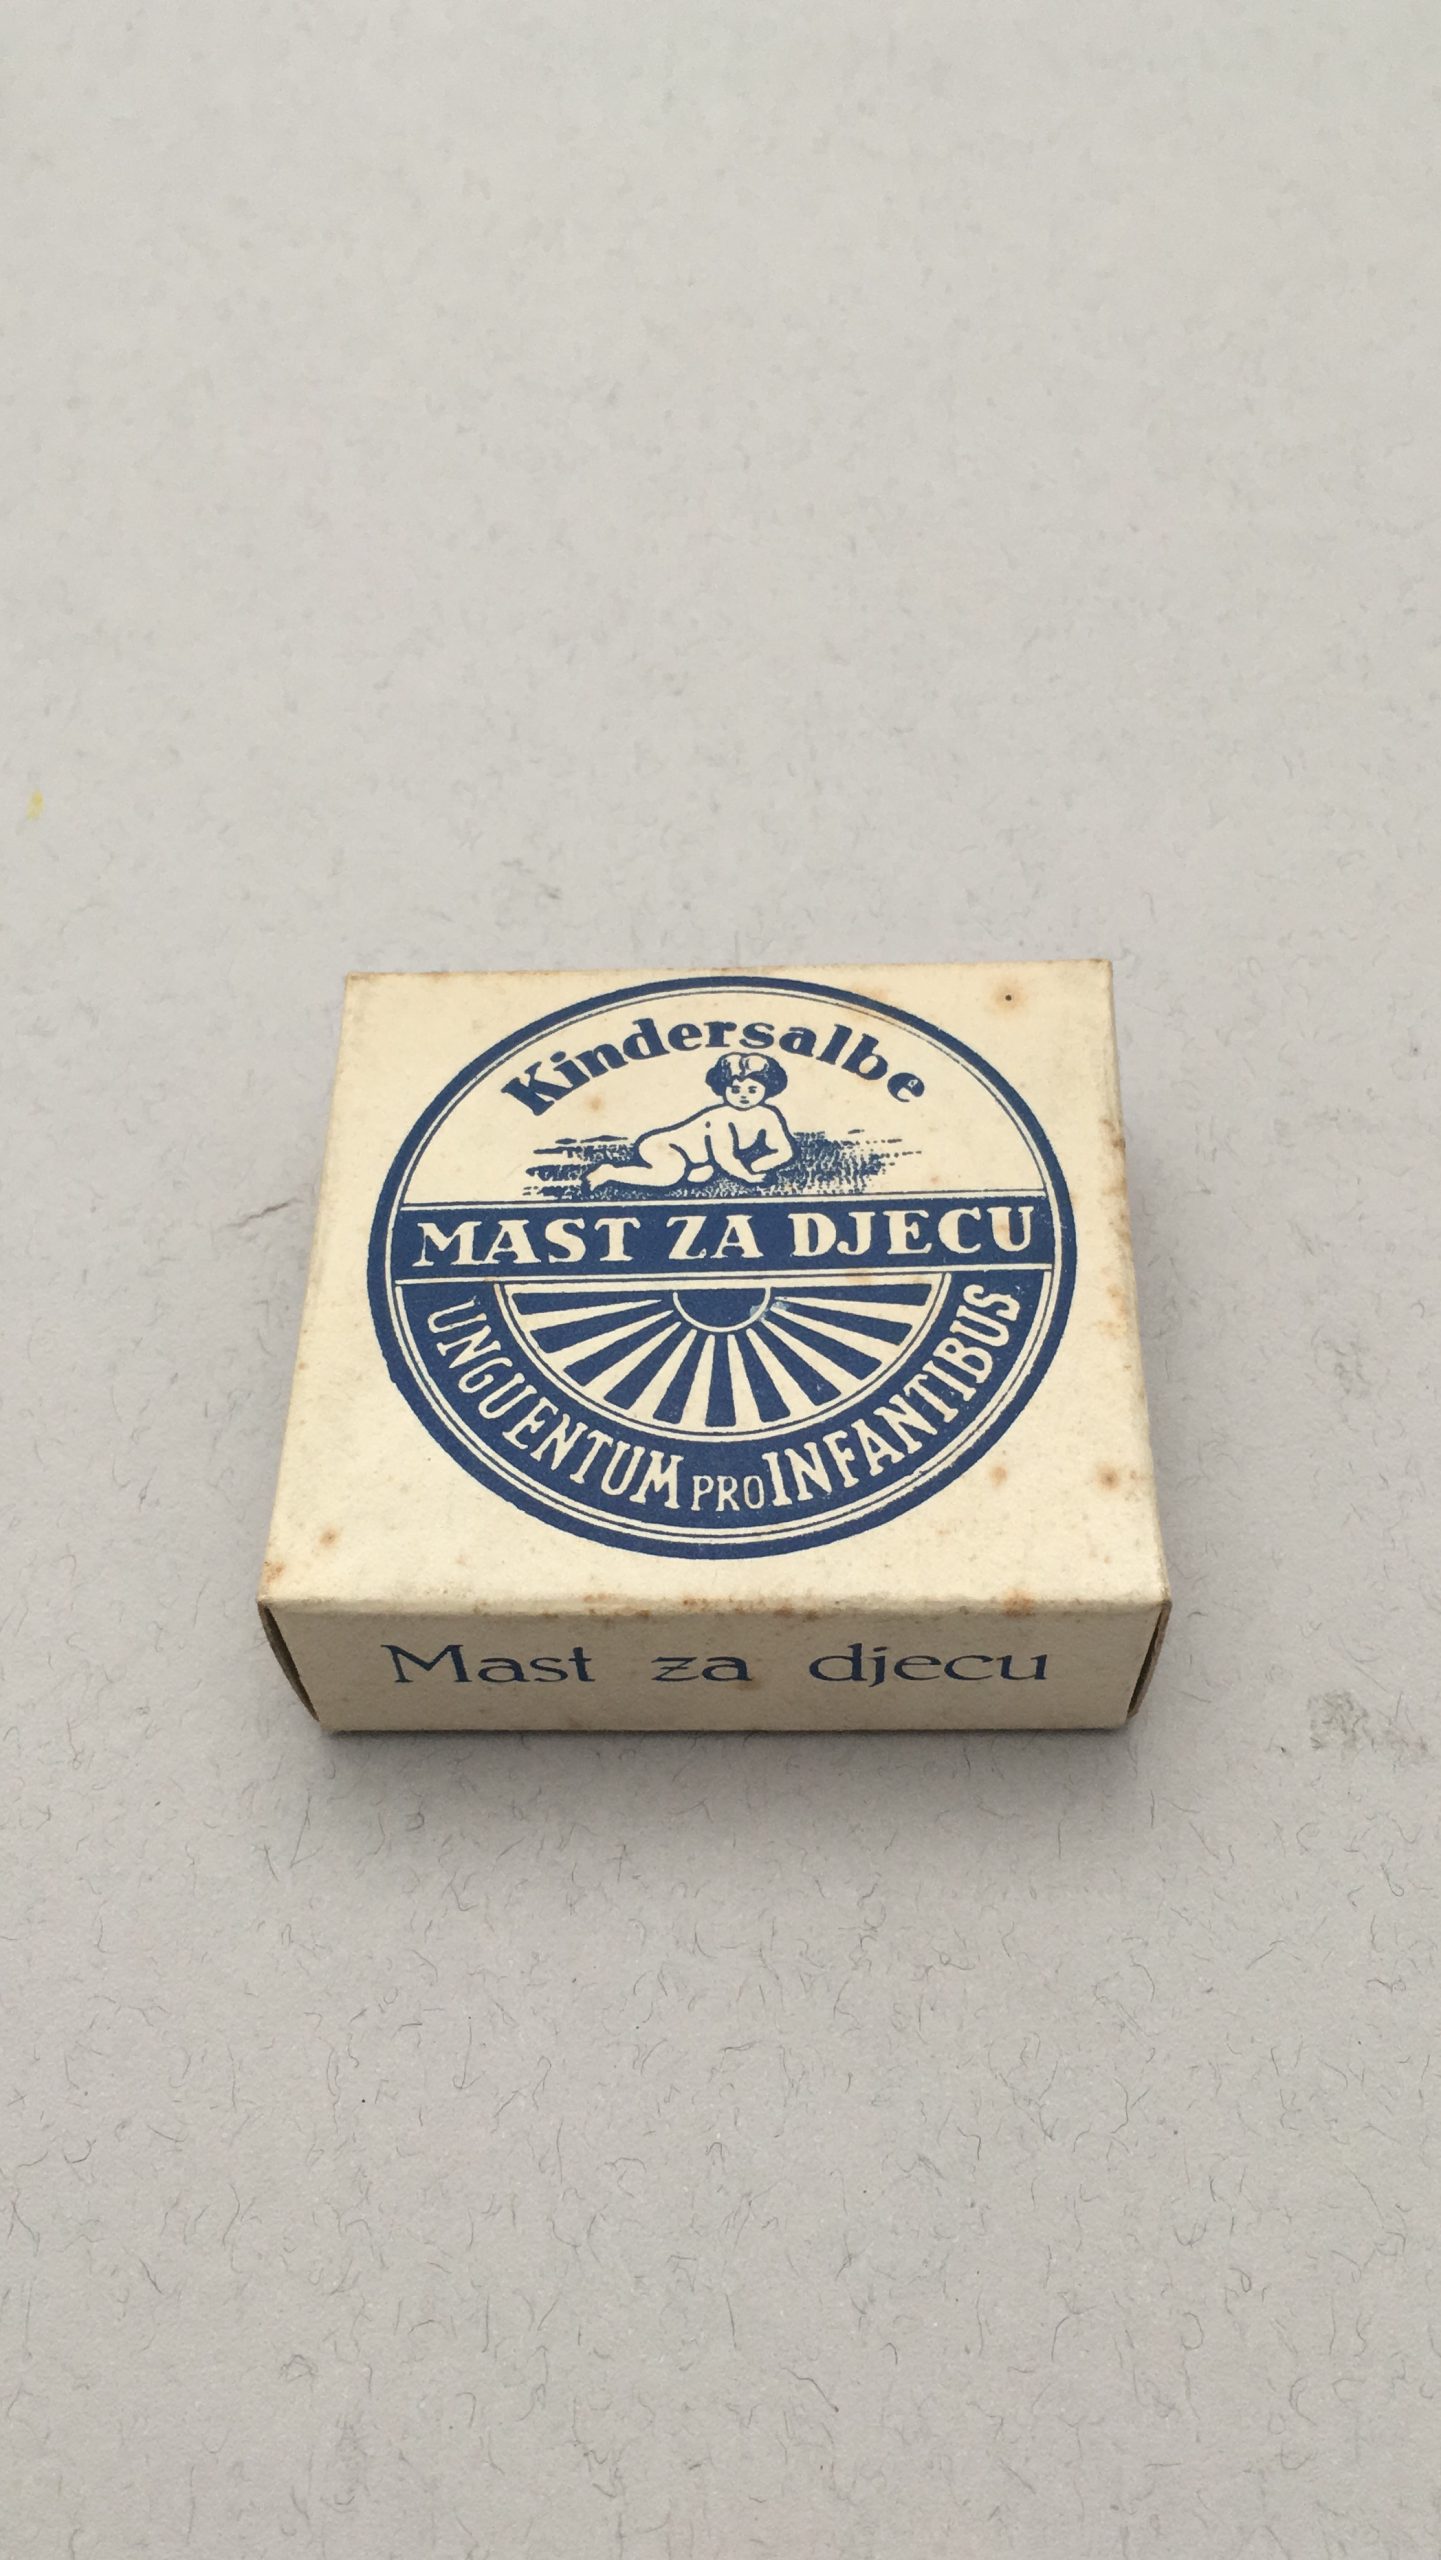 Kindersalbe
MAST ZA DJECU
UNGUENTUM PRO INFANTIBUS
Mast za djecu